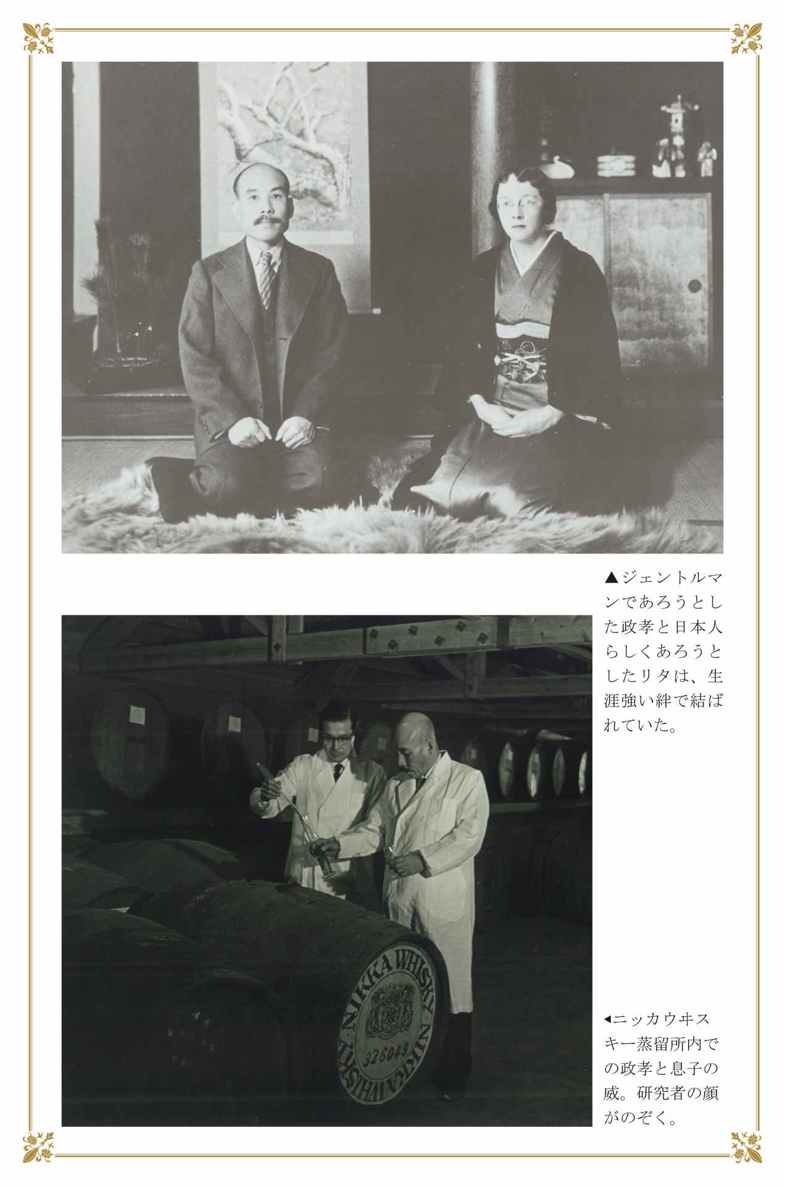 ▲ジェントルマ
ンであろうとし
た政孝と日本人
らしくあろうと
したリタは、生
涯強い絆で結ば
れていた。
NIKKA WHISKY NIKKA WHISKY
326049
◀ニッカウヰス
キー蒸留所内で
の政孝と息子の
威。研究者の顔
がのぞく。